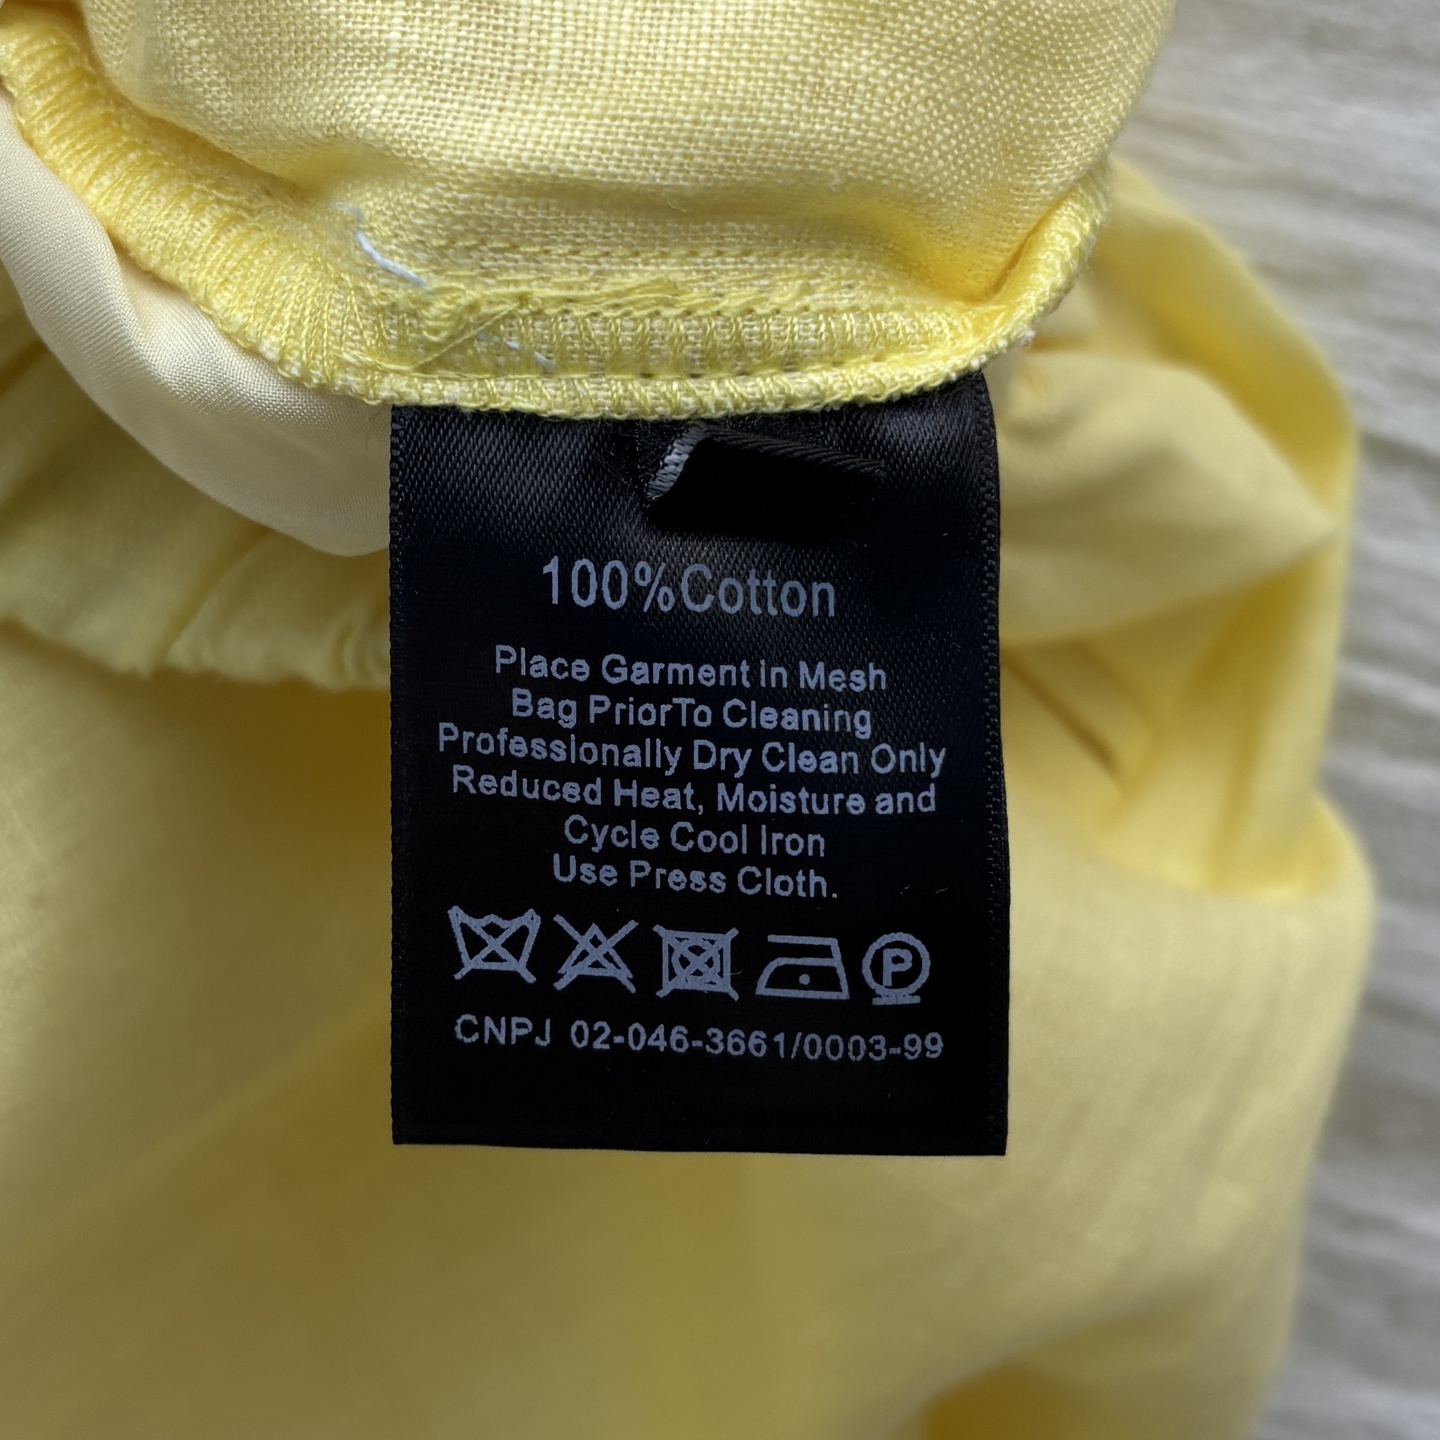 100%Cotton
Place Garment In Mesh
Bag PriorTo Cleaning
Professionally Dry Clean Only
Reduced Heat, Moisture and
Cycle Cool Iron
Use Press Cloth.
P
CNPJ 02-046-3661/0003-99